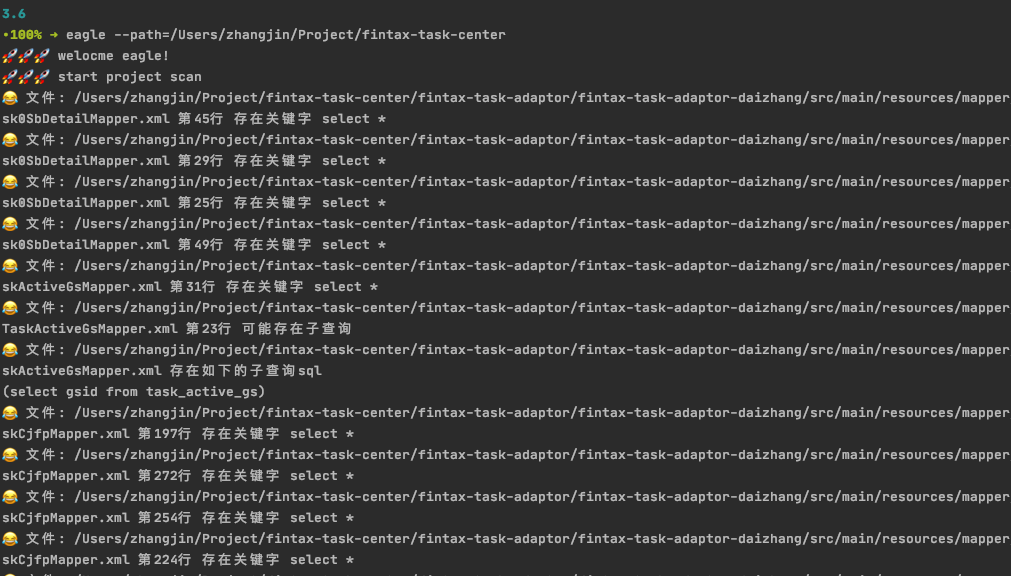 3.6
•100% → eagle --path=/Users/zhangjin/Project/fintax-task-center
🚀🚀🚀 welocme eagle!
🚀🚀🚀 start project scan
😂 文件: /Users/zhangjin/Project/fintax-task-center/fintax-task-adaptor/fintax-task-adaptor-daizhang/src/main/resources/mapper
sk0SbDetailMapper.xml 第45行 存在关键字 select *
😂 文件: /Users/zhangjin/Project/fintax-task-center/fintax-task-adaptor/fintax-task-adaptor-daizhang/src/main/resources/mapper
sk0SbDetailMapper.xml 第29行 存在关键字 select *
😂 文件: /Users/zhangjin/Project/fintax-task-center/fintax-task-adaptor/fintax-task-adaptor-daizhang/src/main/resources/mapper
sk0SbDetailMapper.xml 第25行 存在关键字 select *
😂 文件: /Users/zhangjin/Project/fintax-task-center/fintax-task-adaptor/fintax-task-adaptor-daizhang/src/main/resources/mapper
sk0SbDetailMapper.xml 第49行 存在关键字 select *
😂 文件: /Users/zhangjin/Project/fintax-task-center/fintax-task-adaptor/fintax-task-adaptor-daizhang/src/main/resources/mapper
skActiveGsMapper.xml 第31行 存在关键字 select *
😂 文件: /Users/zhangjin/Project/fintax-task-center/fintax-task-adaptor/fintax-task-adaptor-daizhang/src/main/resources/mapper
TaskActiveGsMapper.xml 第23行 可能存在子查询
😂 文件: /Users/zhangjin/Project/fintax-task-center/fintax-task-adaptor/fintax-task-adaptor-daizhang/src/main/resources/mapper
skActiveGsMapper.xml 存在如下的子查询sql
(select gsid from task_active_gs)
😂 文件: /Users/zhangjin/Project/fintax-task-center/fintax-task-adaptor/fintax-task-adaptor-daizhang/src/main/resources/mapper
skCjfpMapper.xml 第197行 存在关键字 select *
😂 文件: /Users/zhangjin/Project/fintax-task-center/fintax-task-adaptor/fintax-task-adaptor-daizhang/src/main/resources/mapper
skCjfpMapper.xml 第272行 存在关键字 select *
😂 文件: /Users/zhangjin/Project/fintax-task-center/fintax-task-adaptor/fintax-task-adaptor-daizhang/src/main/resources/mapper
skCjfpMapper.xml 第254行 存在关键字 select *
😂 文件: /Users/zhangjin/Project/fintax-task-center/fintax-task-adaptor/fintax-task-adaptor-daizhang/src/main/resources/mapper
skCjfpMapper.xml 第224行 存在关键字 select *